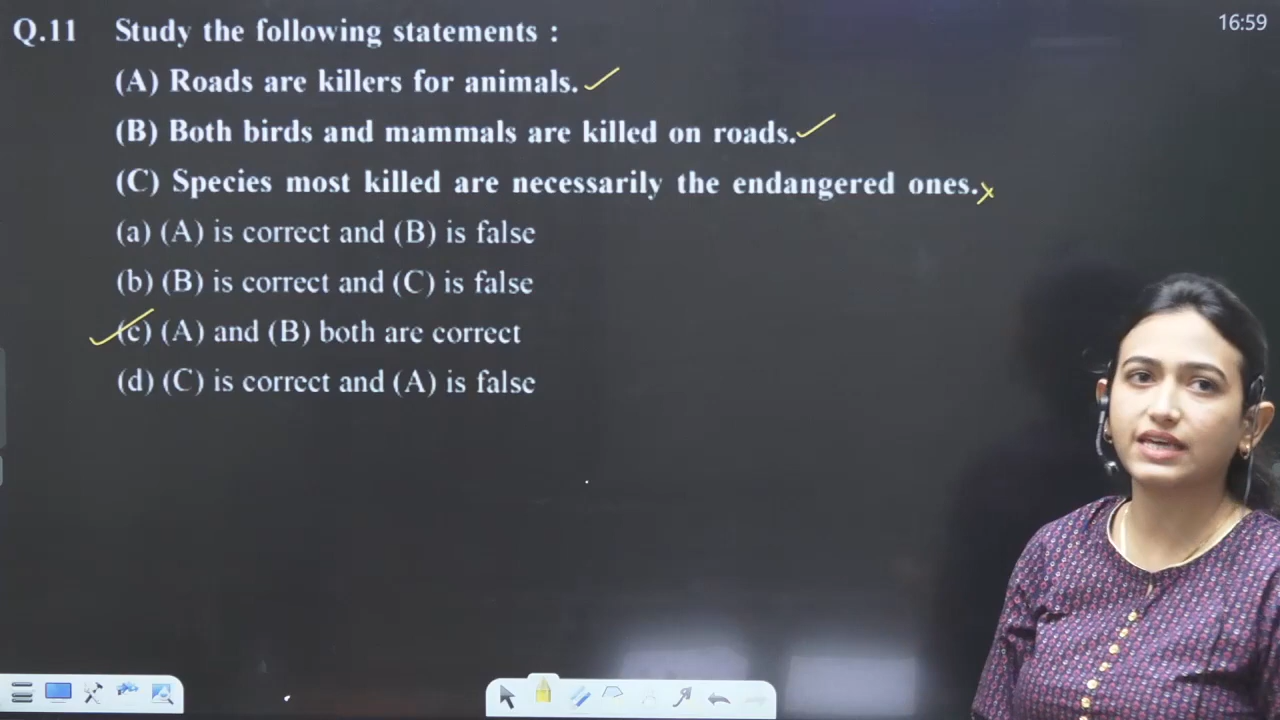 16:59
Q.11 Study the following statements :
(A) Roads are killers for animals.
(B) Both birds and mammals are killed on roads.
(C) Species most killed are necessarily the endangered ones.
(a) (A) is correct and (B) is false
(b) (B) is correct and (C) is false
(c) (A) and (B) both are correct
(d) (C) is correct and (A) is false